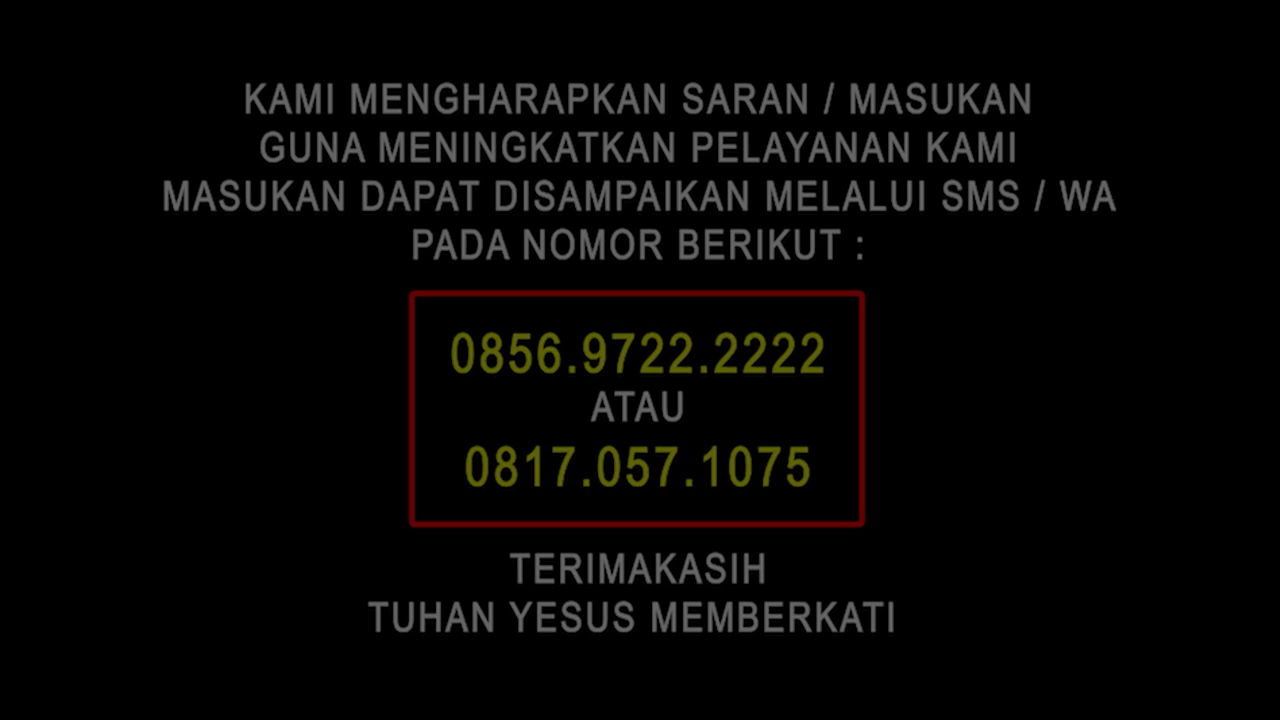 KAMI MENGHARAPKAN SARAN / MASUKAN
GUNA MENINGKATKAN PELAYANAN KAMI
MASUKAN DAPAT DISAMPAIKAN MELALUI SMS / WA
PADA NOMOR BERIKUT :
0856.9722.2222
ATAU
0817.057.1075
TERIMAKASIH
TUHAN YESUS MEMBERKATI